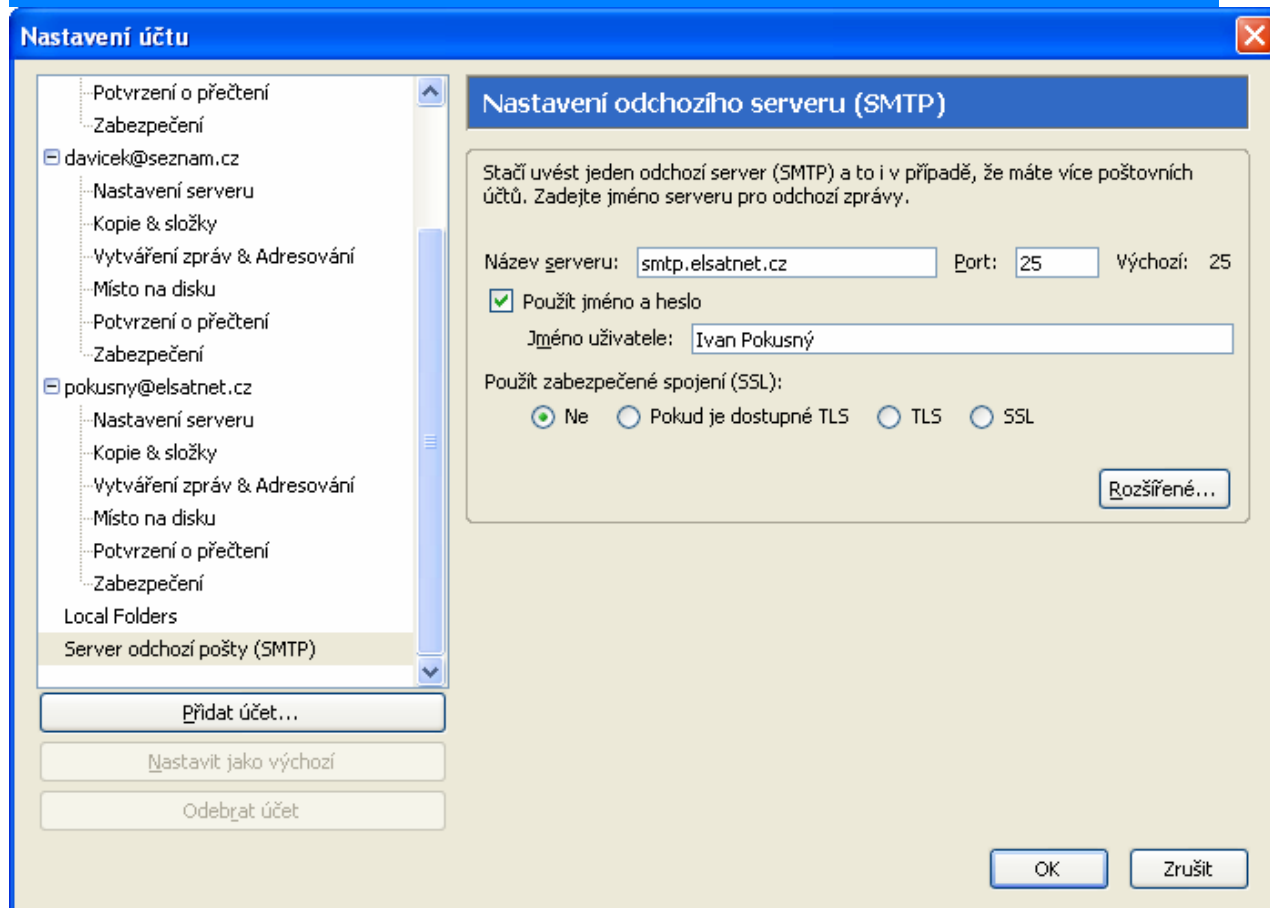 Nastavení účtu
Potvrzení o přečtení
Zabezpečení
davicek@seznam.cz
Nastavení serveru
Kopie & složky
Vytváření zpráv & Adresování
Místo na disku
Potvrzení o přečtení
Zabezpečení
pokusny@elsatnet.cz
Nastavení serveru
Kopie & složky
Vytváření zpráv & Adresování
Místo na disku
Potvrzení o přečtení
Zabezpečení
Local Folders
Server odchozí pošty (SMTP)
Přidat účet...
Nastavit jako výchozí
Odebrat účet
Nastavení odchozího serveru (SMTP)
Stačí uvést jeden odchozí server (SMTP) a to i v případě, že máte více poštovních
účtů. Zadejte jméno serveru pro odchozí zprávy.
Název serveru: smtp.elsatnet.cz Port: 25 Výchozí: 25
Použít jméno a heslo
Jméno uživatele: Ivan Pokusný
Použít zabezpečené spojení (SSL):
Ne Pokud je dostupné TLS TLS SSL
Rozšířené...
OK Zrušit